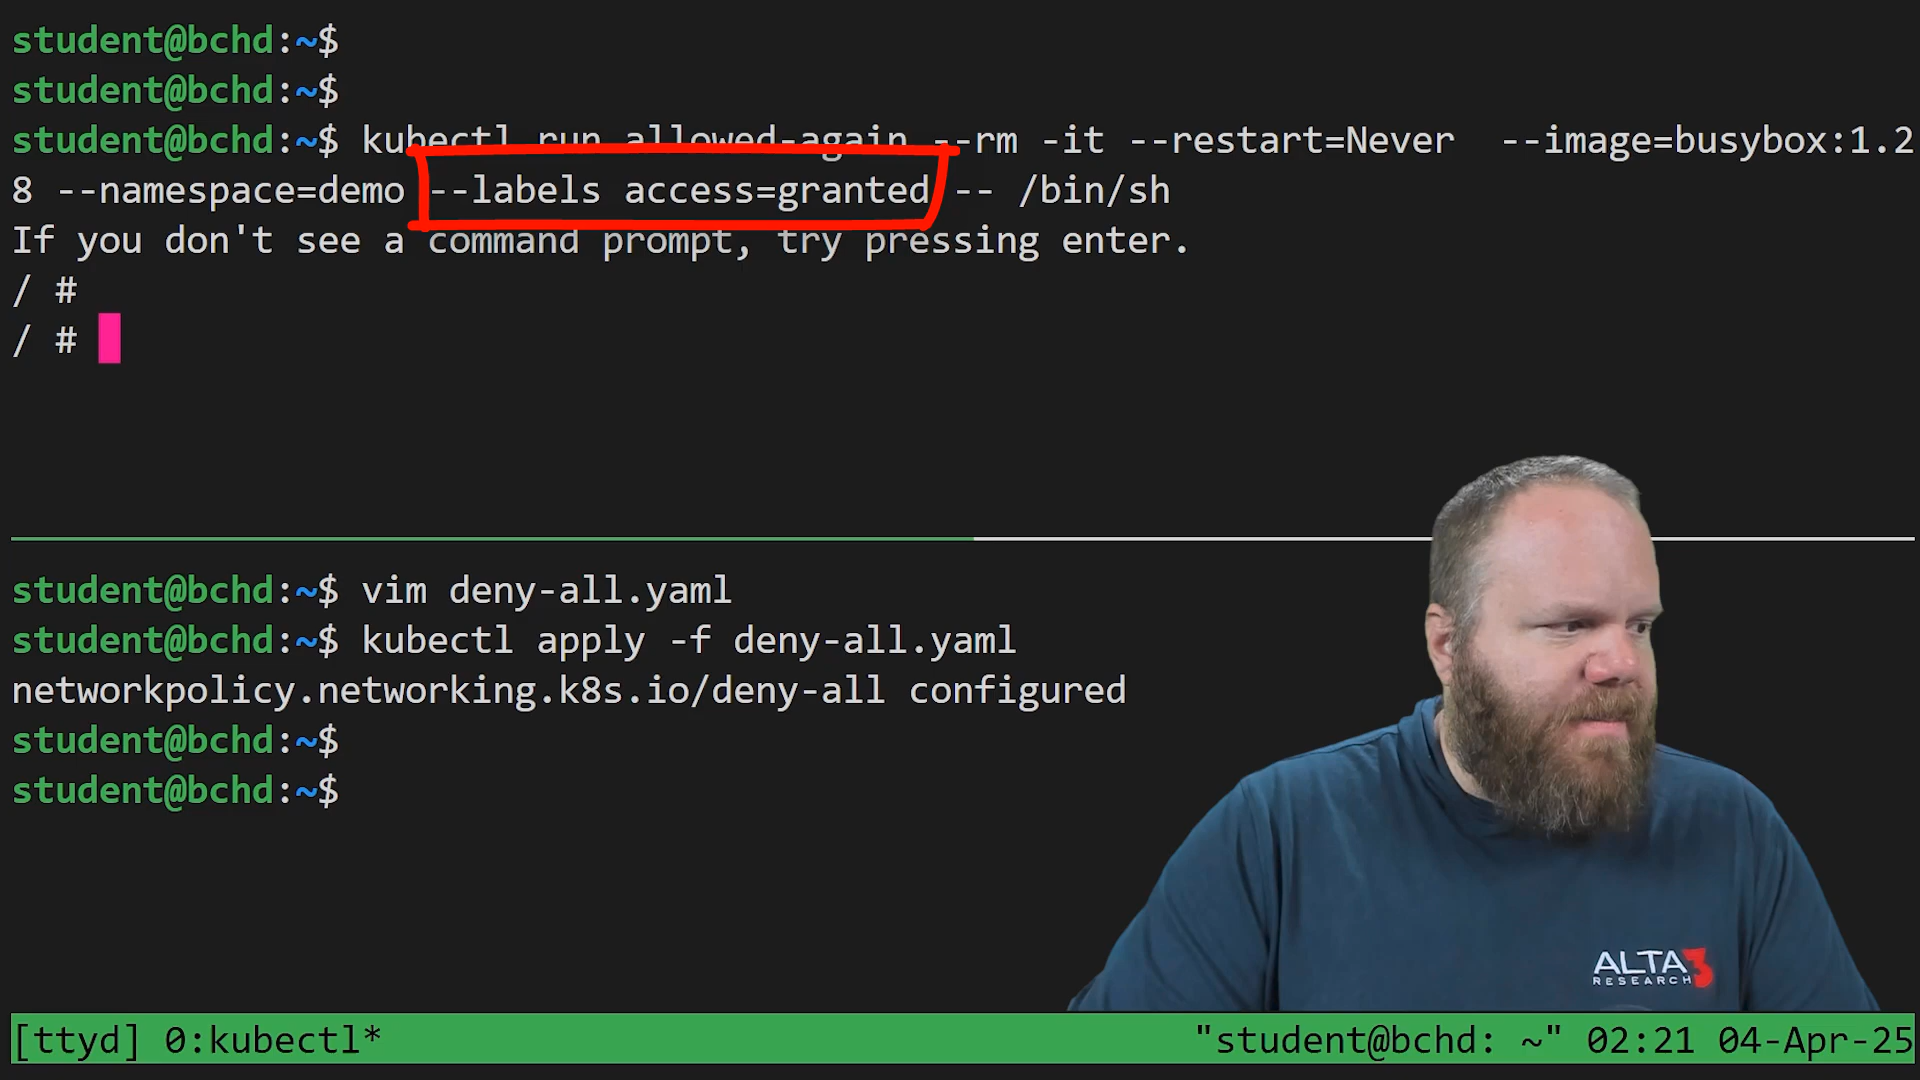 student@bchd:~$
student@bchd:~$
student@bchd:~$ kubectl run allowed-again --rm -it --restart=Never  --image=busybox:1.2
8 --namespace=demo --labels access=granted -- /bin/sh
If you don't see a command prompt, try pressing enter.
/ #
/ #
student@bchd:~$ vim deny-all.yaml
student@bchd:~$ kubectl apply -f deny-all.yaml
networkpolicy.networking.k8s.io/deny-all configured
student@bchd:~$
student@bchd:~$
ALTA3
RESEARCH
[ttyd] 0:kubectl* "student@bchd: ~" 02:21 04-Apr-25